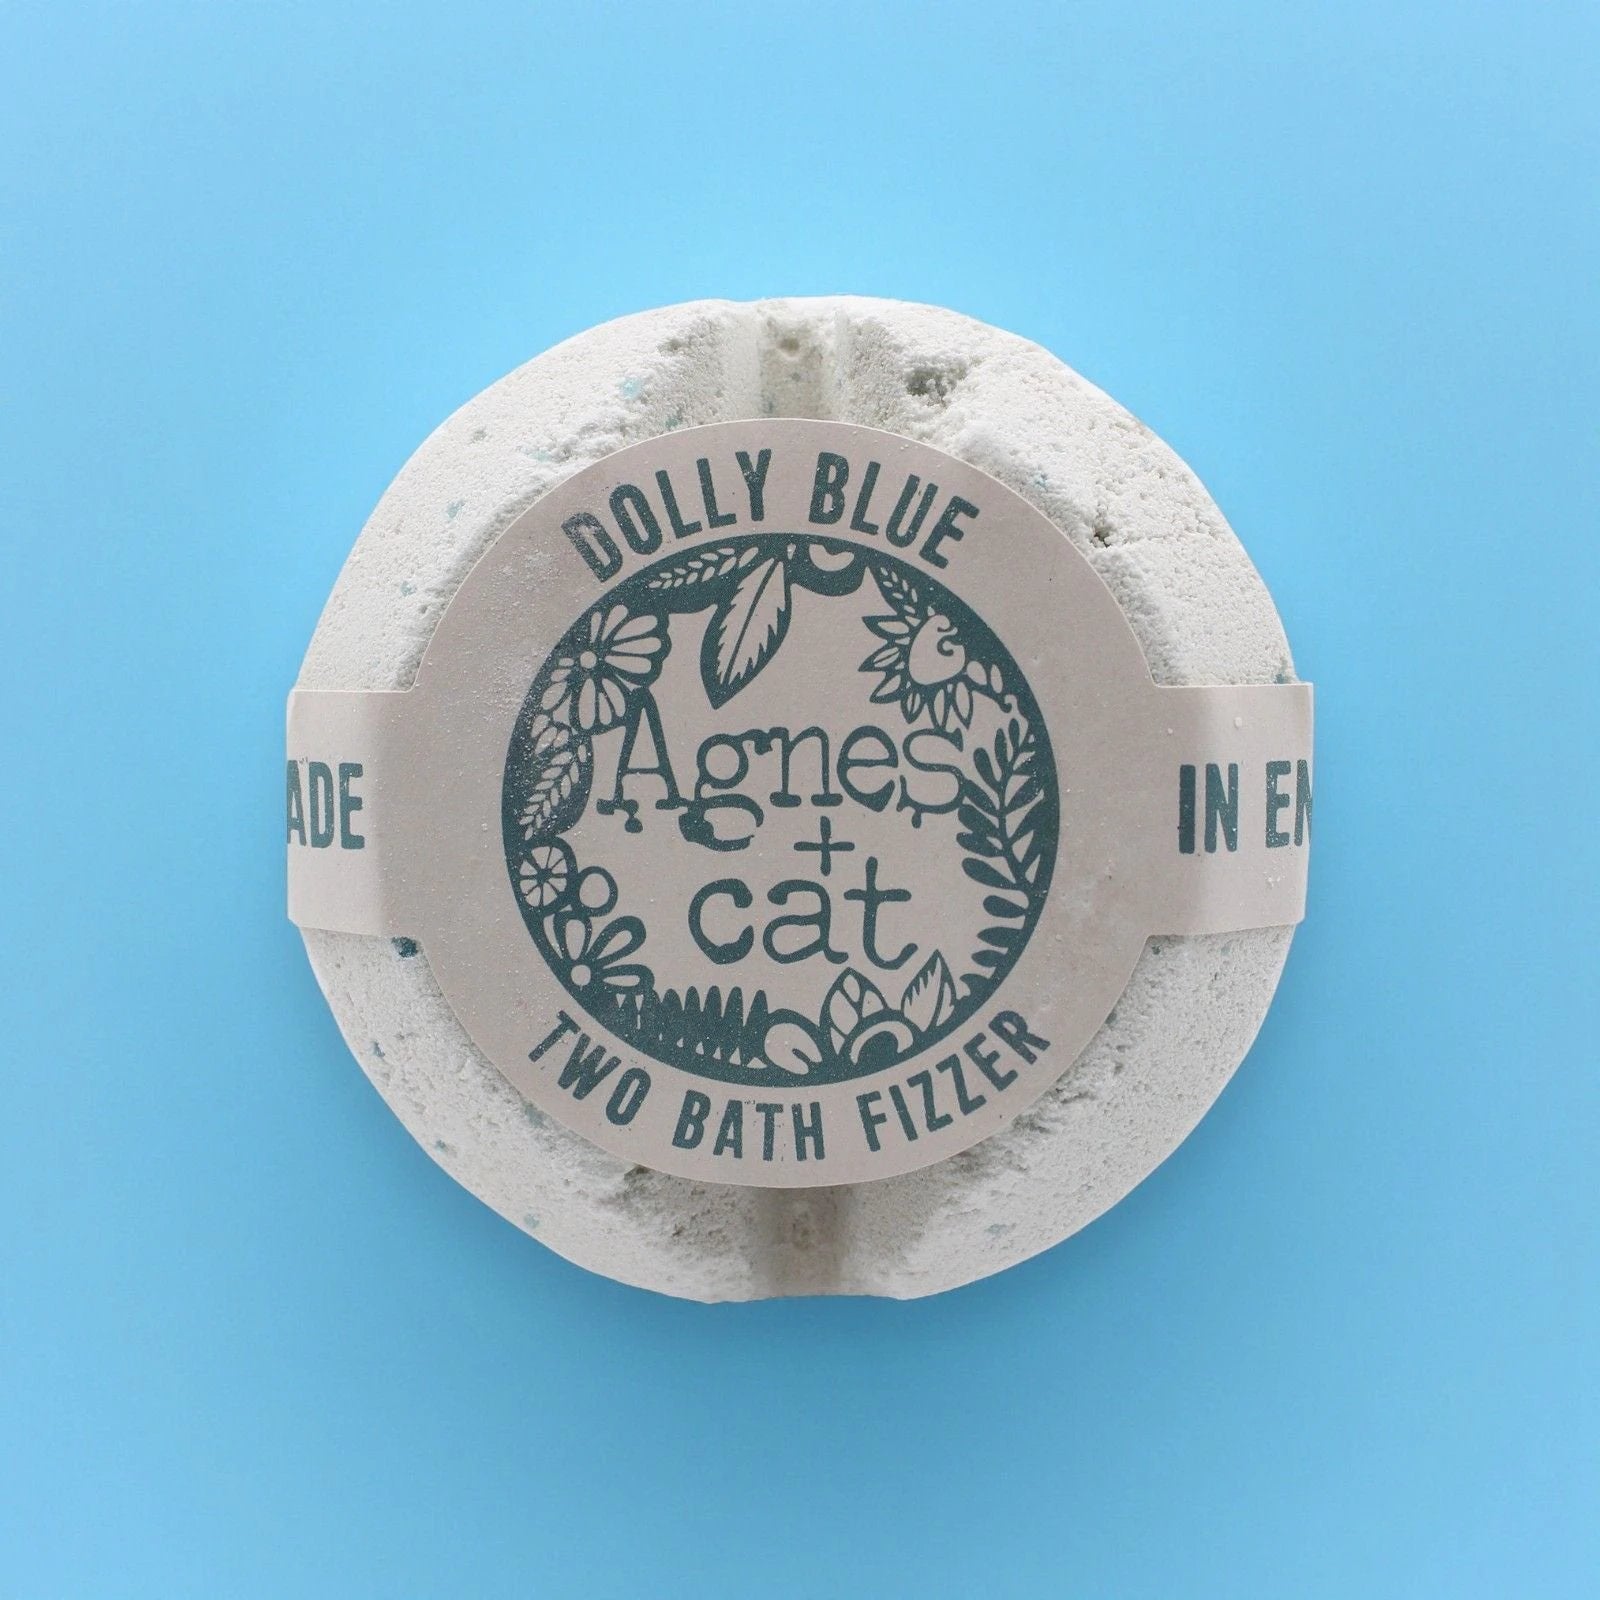 DOLLY BLUE
ADE
Agnes
+
cat
IN EN
TWO BATH FIZZER